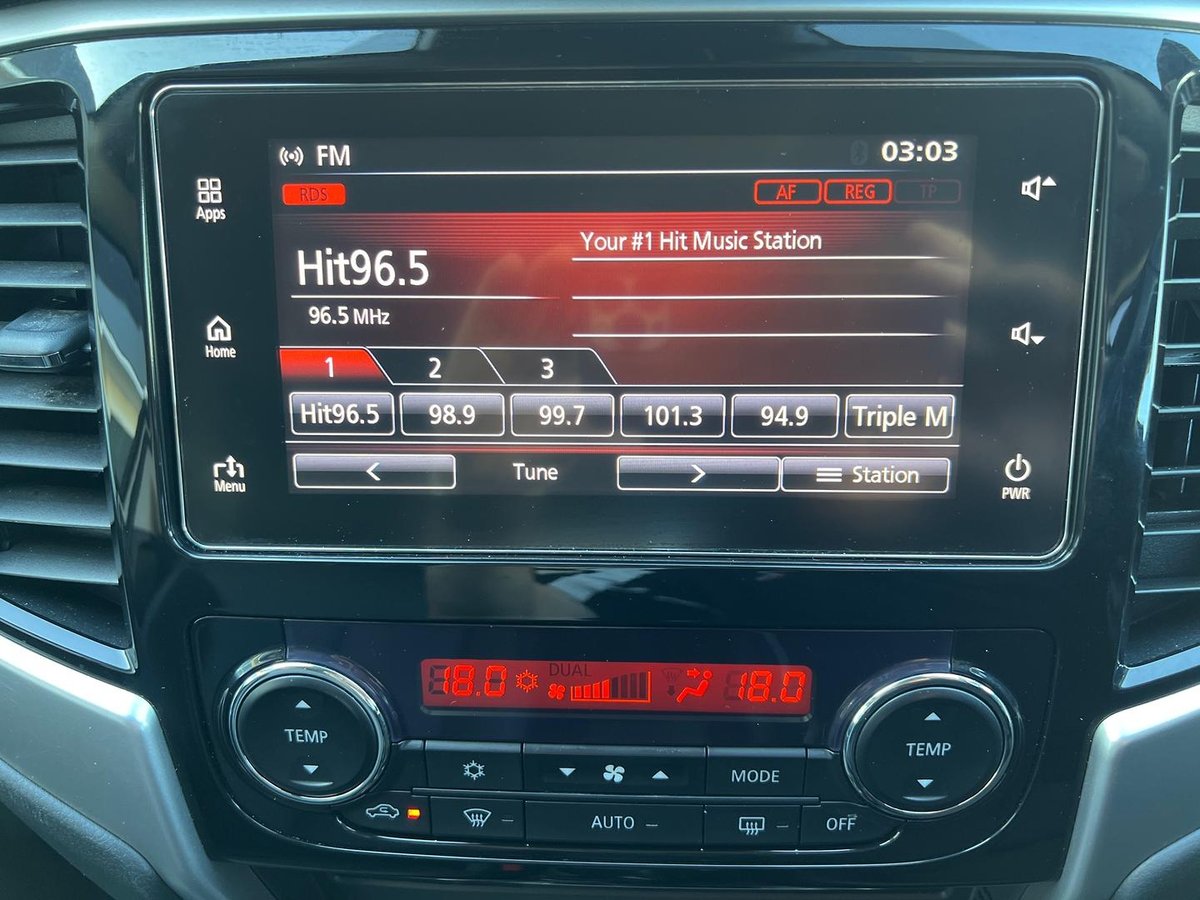 FM 03:03
RDS AF REG TP
Apps
Your #1 Hit Music Station
Hit96.5
96.5 MHz
Home
1 2 3
Hit96.5 98.9 99.7 101.3 94.9 Triple M
< Tune > Station
Menu
PWR
18.0 DUAL 18.0
TEMP
TEMP
MODE
AUTO
OFF